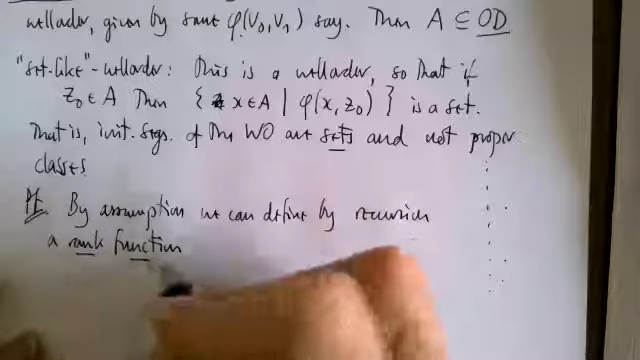 wellorder, given by some φ(v₀,v₁) say. Then A ⊆ OD
"set-like"-wellorder: This is a wellorder, so that if
z₀ ∈ A Then { x ∈ A | φ(x, z₀) } is a set.
That is, init. segs. of the WO are sets and not proper
classes
Pf By assumption we can define by recursion
a rank function